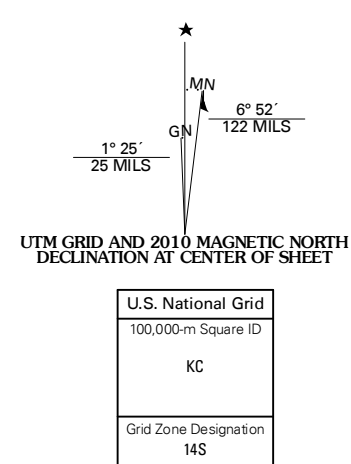 ★
MN
GN
6° 52´
122 MILS
1° 25´
25 MILS
UTM GRID AND 2010 MAGNETIC NORTH
DECLINATION AT CENTER OF SHEET
U.S. National Grid
100,000-m Square ID
KC
Grid Zone Designation
14S